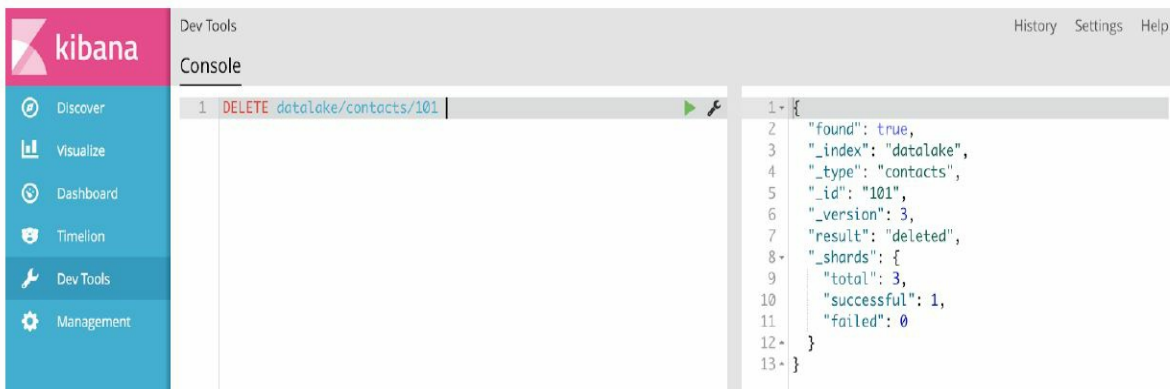 kibana
Discover
Visualize
Dashboard
Timelion
Dev Tools
Management
Dev Tools
History Settings Help
Console
1 DELETE datalake/contacts/101
1 {
2 "found": true,
3 "_index": "datalake",
4 "_type": "contacts",
5 "_id": "101",
6 "_version": 3,
7 "result": "deleted",
8 "_shards": {
9 "total": 3,
10 "successful": 1,
11 "failed": 0
12 }
13 }